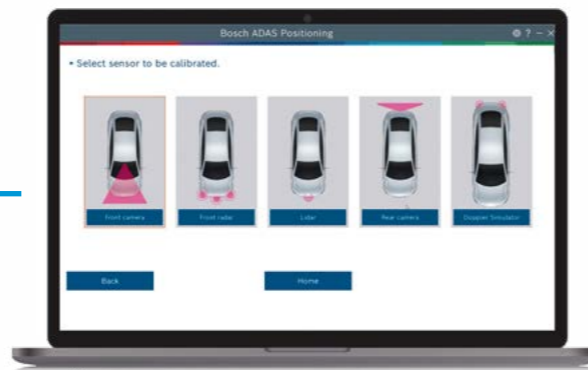 Bosch ADAS Positioning
? - ×
▪ Select sensor to be calibrated.
Front camera
Front radar
Lidar
Rear camera
Doppler Simulator
Back
Home